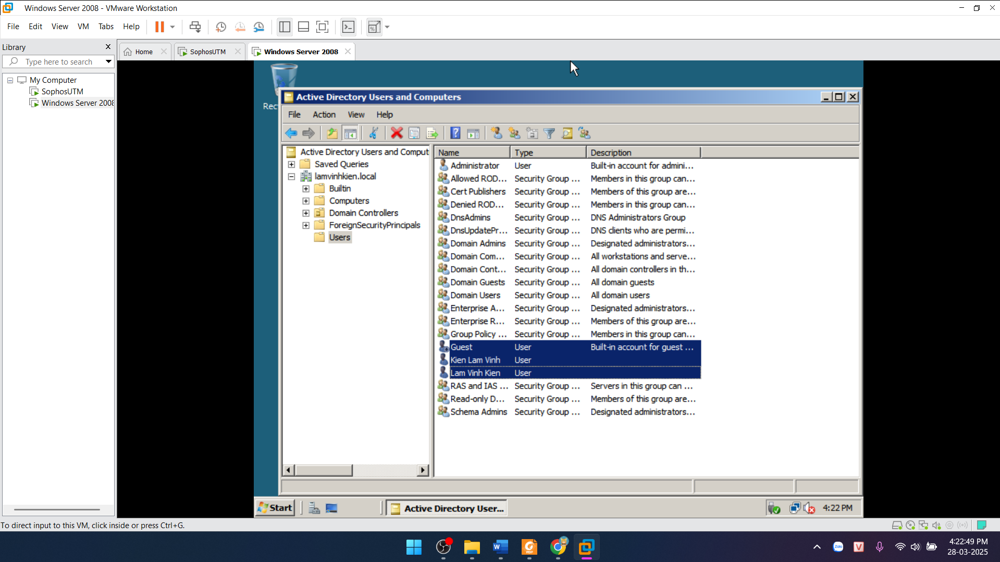 Windows Server 2008 - VMware Workstation
File Edit View VM Tabs Help
Library
Home SophosUTM Windows Server 2008
Type here to search
My Computer
SophosUTM
Windows Server 2008
Rec
Active Directory Users and Computers
File Action View Help
Active Directory Users and Comput
Saved Queries
lamvinhkien.local
Builtin
Computers
Domain Controllers
ForeignSecurityPrincipals
Users
Name Type Description
Administrator User Built-in account for admini...
Allowed ROD... Security Group ... Members in this group can...
Cert Publishers Security Group ... Members of this group are...
Denied ROD... Security Group ... Members in this group can...
DnsAdmins Security Group ... DNS Administrators Group
DnsUpdatePr... Security Group ... DNS clients who are permi...
Domain Admins Security Group ... Designated administrators...
Domain Com... Security Group ... All workstations and serve...
Domain Cont... Security Group ... All domain controllers in th...
Domain Guests Security Group ... All domain guests
Domain Users Security Group ... All domain users
Enterprise A... Security Group ... Designated administrators...
Enterprise R... Security Group ... Members of this group are...
Group Policy ... Security Group ... Members in this group can...
Guest User Built-in account for guest ...
Kien Lam Vinh User
Lam Vinh Kien User
RAS and IAS ... Security Group ... Servers in this group can ...
Read-only D... Security Group ... Members of this group are...
Schema Admins Security Group ... Designated administrators...
Start Active Directory User... 4:22 PM
To direct input to this VM, click inside or press Ctrl+G.
4:22:49 PM
28-03-2025